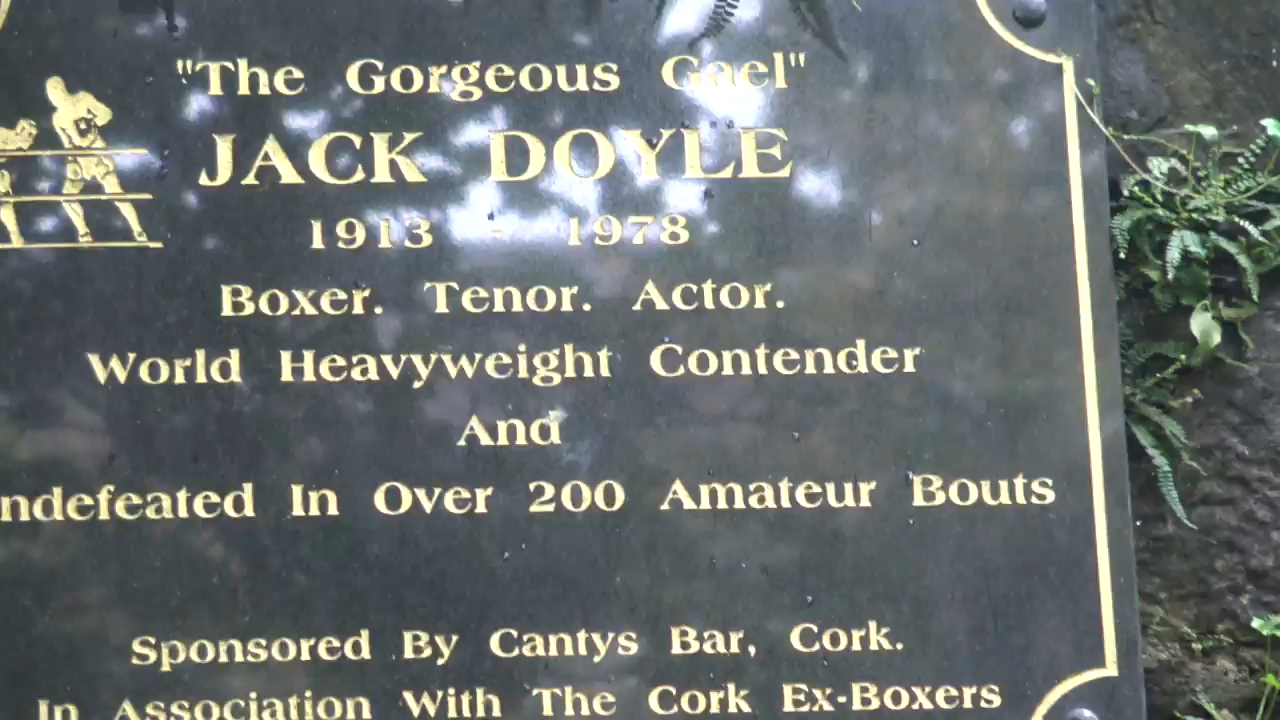 "The Gorgeous Gael"
JACK DOYLE
1913 - 1978
Boxer. Tenor. Actor.
World Heavyweight Contender
And
ndefeated In Over 200 Amateur Bouts
Sponsored By Cantys Bar, Cork.
In Association With The Cork Ex-Boxers